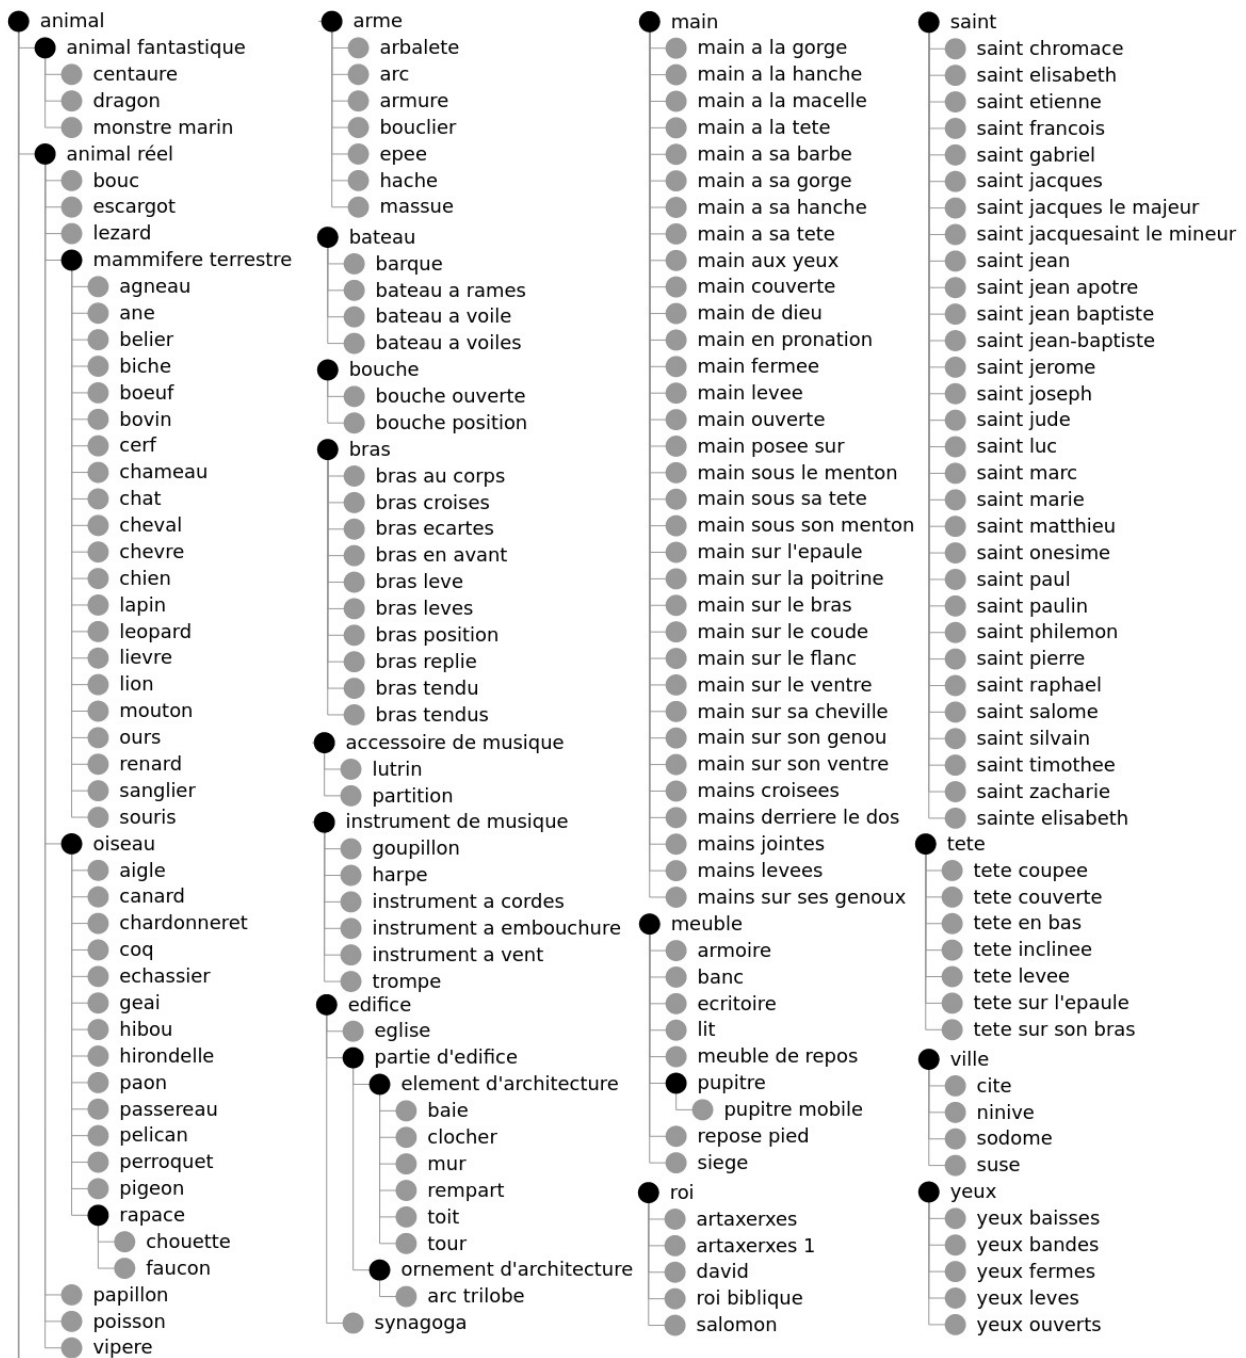 animal
animal fantastique
centaure
dragon
monstre marin
animal réel
bouc
escargot
lezard
mammifere terrestre
agneau
ane
belier
biche
boeuf
bovin
cerf
chameau
chat
cheval
chevre
chien
lapin
leopard
lievre
lion
mouton
ours
renard
sanglier
souris
oiseau
aigle
canard
chardonneret
coq
echassier
geai
hibou
hirondelle
paon
passereau
pelican
perroquet
pigeon
rapace
chouette
faucon
papillon
poisson
vipere
arme
arbalete
arc
armure
bouclier
epee
hache
massue
bateau
barque
bateau a rames
bateau a voile
bateau a voiles
bouche
bouche ouverte
bouche position
bras
bras au corps
bras croises
bras ecartes
bras en avant
bras leve
bras leves
bras position
bras replie
bras tendu
bras tendus
accessoire de musique
lutrin
partition
instrument de musique
goupillon
harpe
instrument a cordes
instrument a embouchure
instrument a vent
trompe
edifice
eglise
partie d'edifice
element d'architecture
baie
clocher
mur
rempart
toit
tour
ornement d'architecture
arc trilobe
synagoga
main
main a la gorge
main a la hanche
main a la macelle
main a la tete
main a sa barbe
main a sa gorge
main a sa hanche
main a sa tete
main aux yeux
main couverte
main de dieu
main en pronation
main fermee
main levee
main ouverte
main posee sur
main sous le menton
main sous sa tete
main sous son menton
main sur l'epaule
main sur la poitrine
main sur le bras
main sur le coude
main sur le flanc
main sur le ventre
main sur sa cheville
main sur son genou
main sur son ventre
mains croisees
mains derriere le dos
mains jointes
mains levees
mains sur ses genoux
meuble
armoire
banc
ecritoire
lit
meuble de repos
pupitre
pupitre mobile
repose pied
siege
roi
artaxerxes
artaxerxes 1
david
roi biblique
salomon
saint
saint chromace
saint elisabeth
saint etienne
saint francois
saint gabriel
saint jacques
saint jacques le majeur
saint jacquesaint le mineur
saint jean
saint jean apotre
saint jean baptiste
saint jean-baptiste
saint jerome
saint joseph
saint jude
saint luc
saint marc
saint marie
saint matthieu
saint onesime
saint paul
saint paulin
saint philemon
saint pierre
saint raphael
saint salome
saint silvain
saint timothee
saint zacharie
sainte elisabeth
tete
tete coupee
tete couverte
tete en bas
tete inclinee
tete levee
tete sur l'epaule
tete sur son bras
ville
cite
ninive
sodome
suse
yeux
yeux baisses
yeux bandes
yeux fermes
yeux leves
yeux ouverts